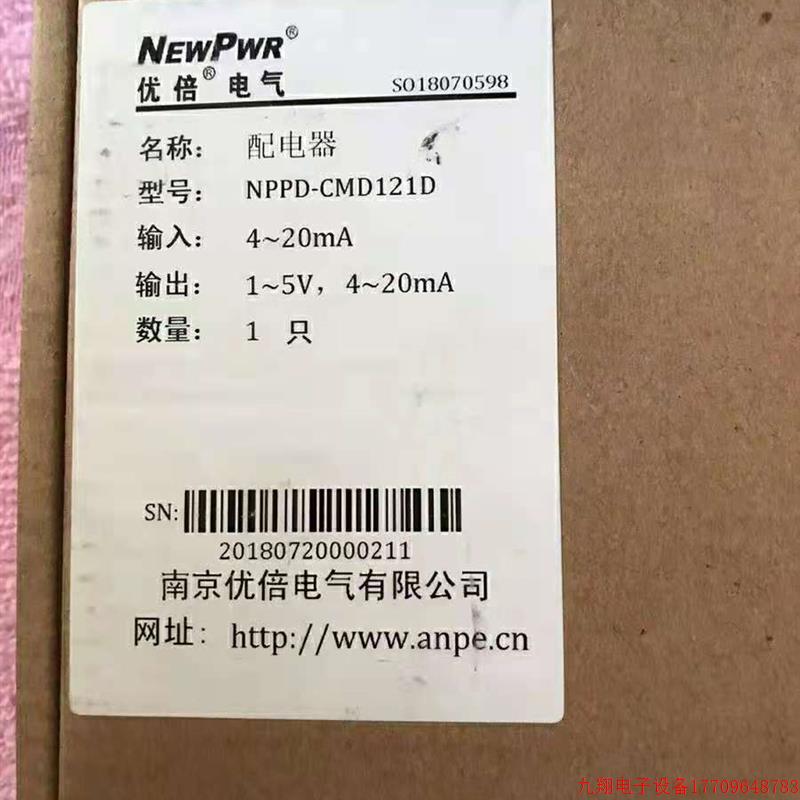 NEWPWR®
优倍®电气
SO18070598
名称： 配电器
型号： NPPD-CMD121D
输入： 4~20mA
输出： 1~5V，4~20mA
数量： 1 只
SN:
20180720000211
南京优倍电气有限公司
网址： http://www.anpe.cn
九翔电子设备17709648783